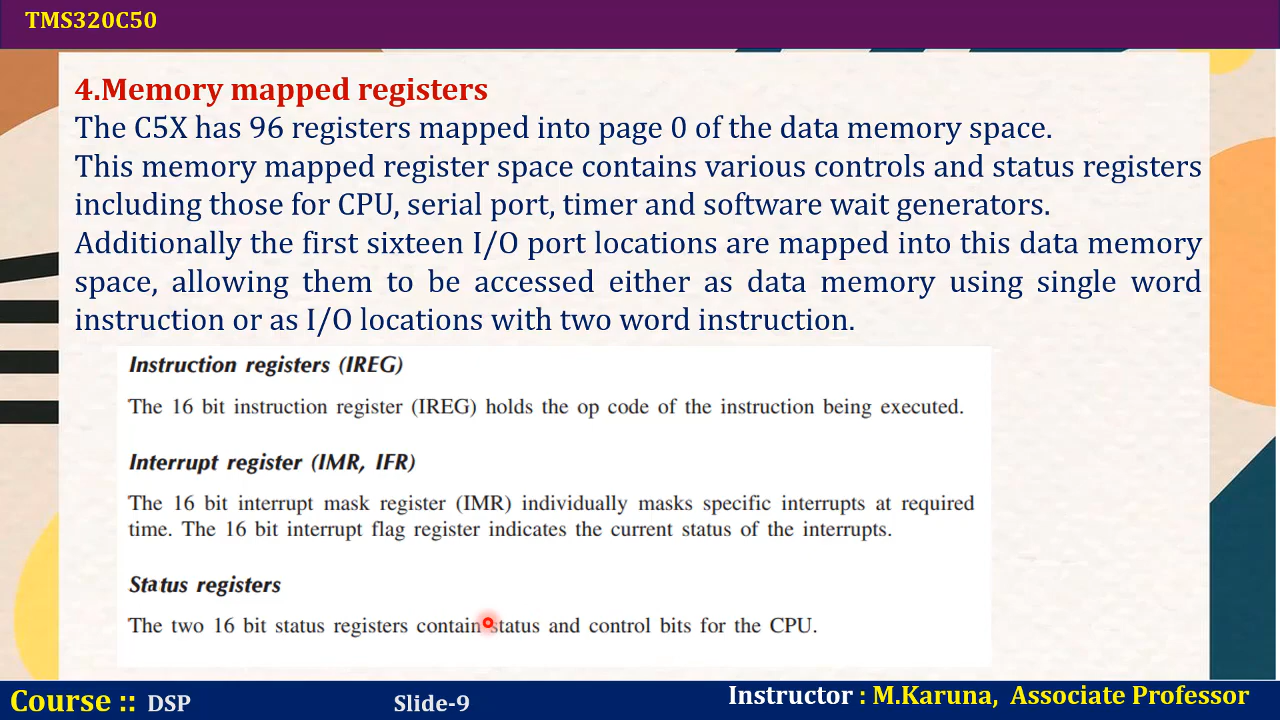 TMS320C50
4.Memory mapped registers
The C5X has 96 registers mapped into page 0 of the data memory space.
This memory mapped register space contains various controls and status registers
including those for CPU, serial port, timer and software wait generators.
Additionally the first sixteen I/O port locations are mapped into this data memory
space, allowing them to be accessed either as data memory using single word
instruction or as I/O locations with two word instruction.
Instruction registers (IREG)
The 16 bit instruction register (IREG) holds the op code of the instruction being executed.
Interrupt register (IMR, IFR)
The 16 bit interrupt mask register (IMR) individually masks specific interrupts at required
time. The 16 bit interrupt flag register indicates the current status of the interrupts.
Status registers
The two 16 bit status registers contain status and control bits for the CPU.
Course :: DSP Slide-9 Instructor : M.Karuna, Associate Professor